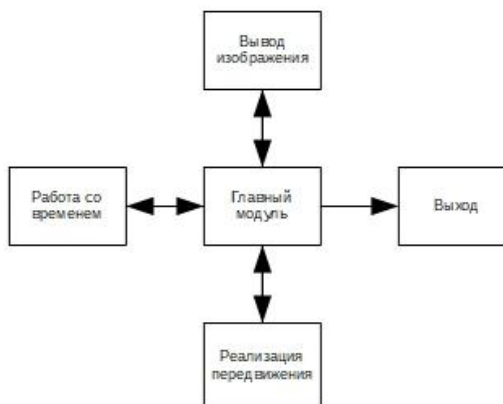 Вывод
изображения
Работа со
временем
Главный
модуль
Выход
Реализация
передвижения